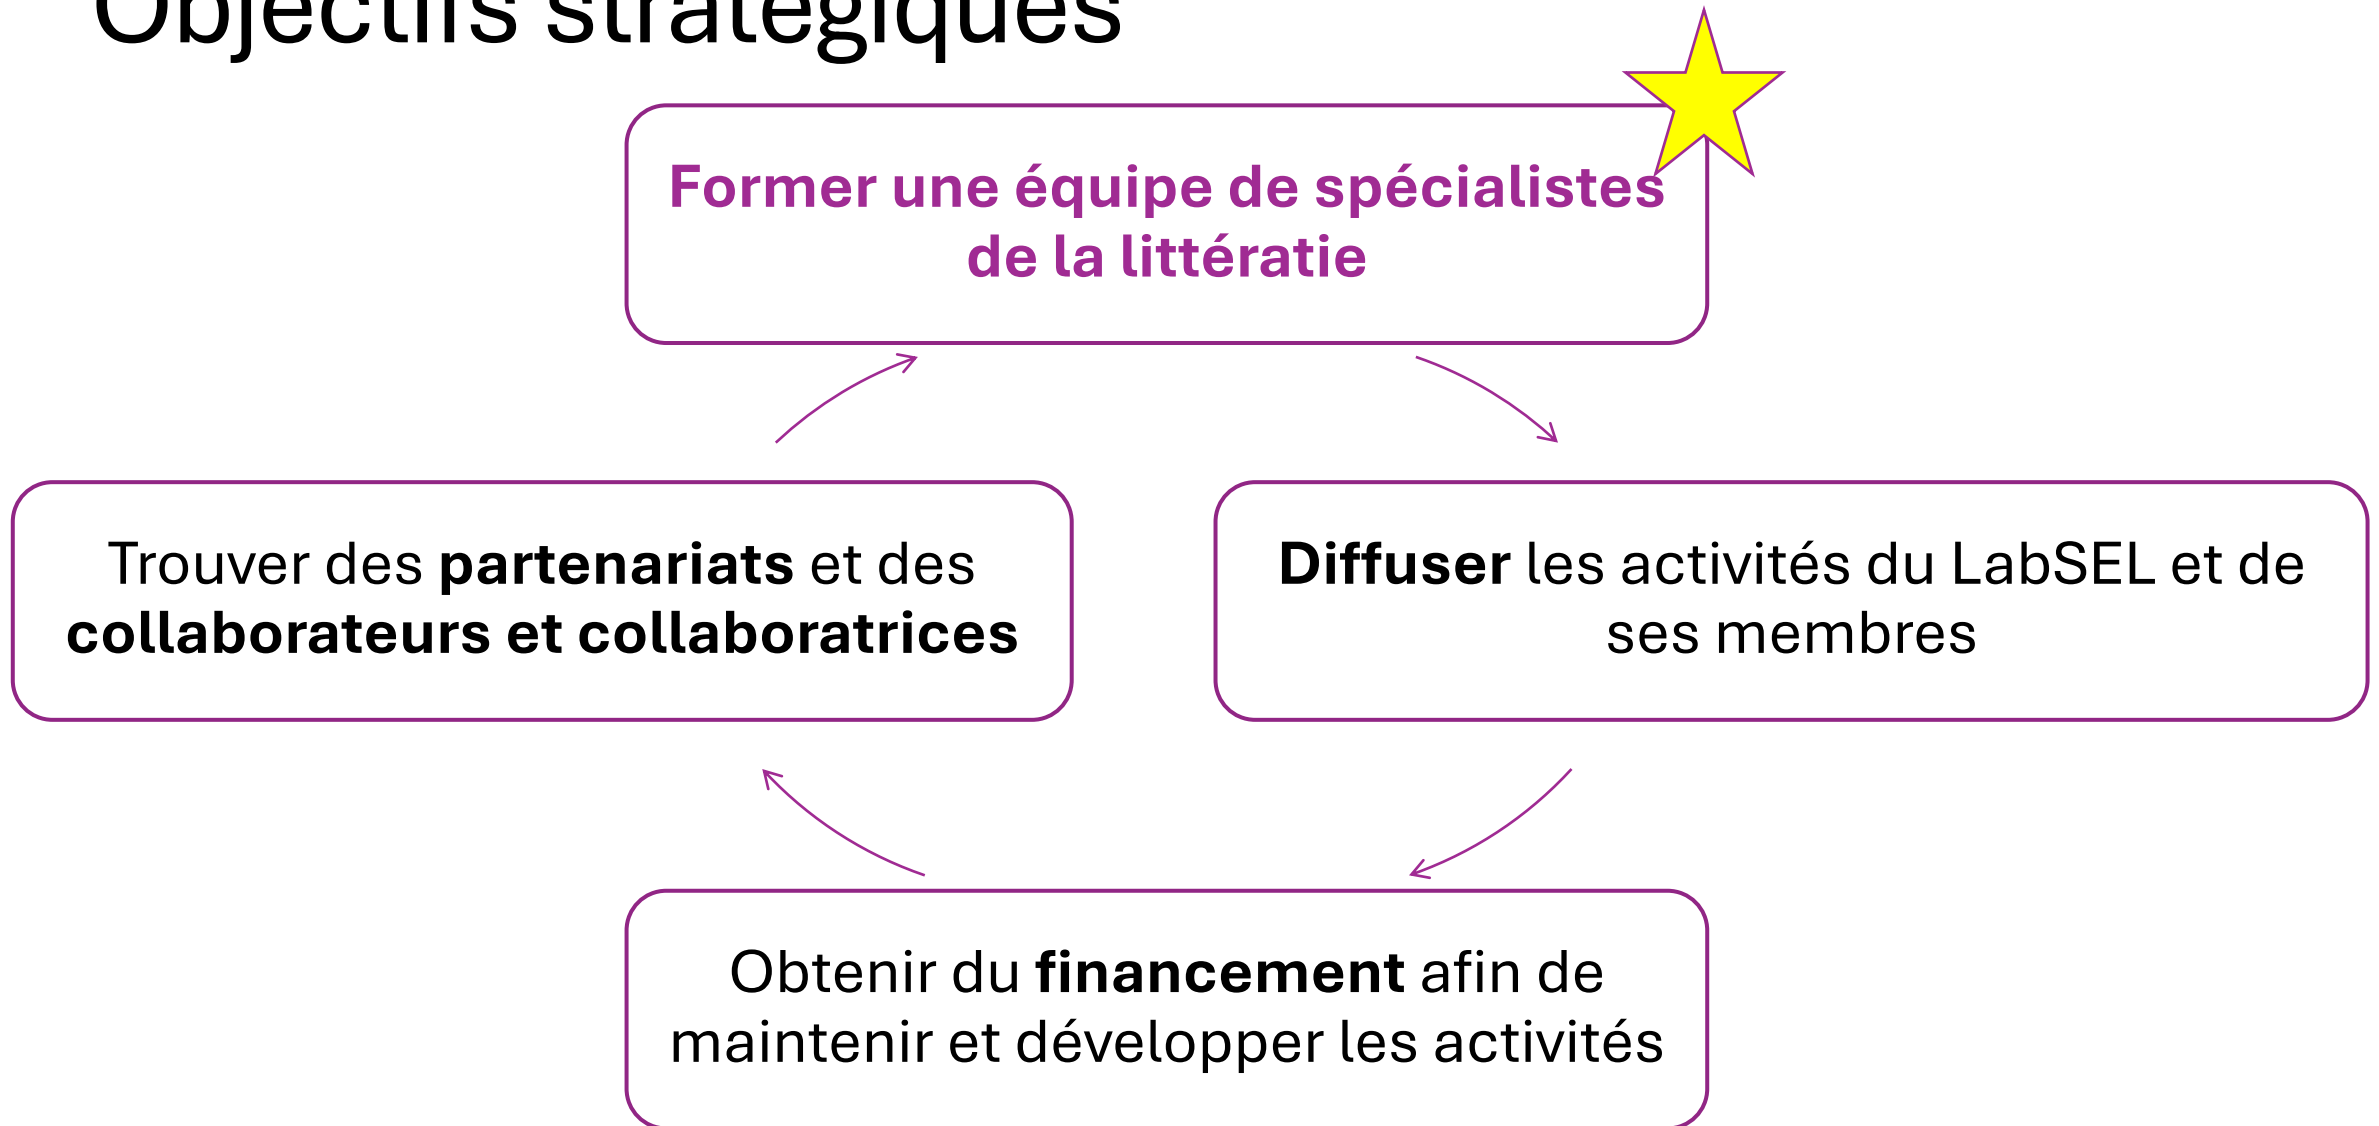 Objectifs stratégiques
Former une équipe de spécialistes
de la littératie
Trouver des partenariats et des
collaborateurs et collaboratrices
Diffuser les activités du LabSEL et de
ses membres
Obtenir du financement afin de
maintenir et développer les activités